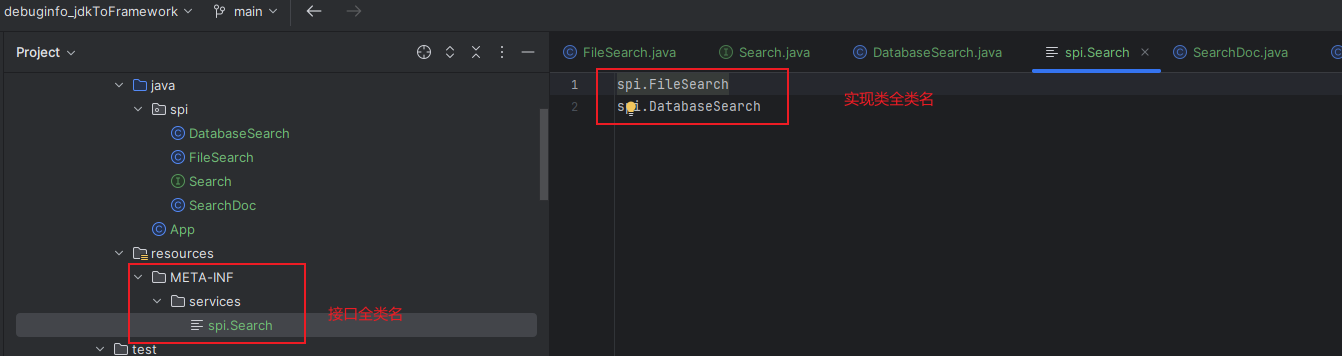 debuginfo_jdkToFramework
main
Project
java
spi
DatabaseSearch
FileSearch
Search
SearchDoc
App
resources
META-INF
services
spi.Search
test
接口全类名
FileSearch.java
Search.java
DatabaseSearch.java
spi.Search
SearchDoc.java
1 spi.FileSearch
2 spi.DatabaseSearch
实现类全类名